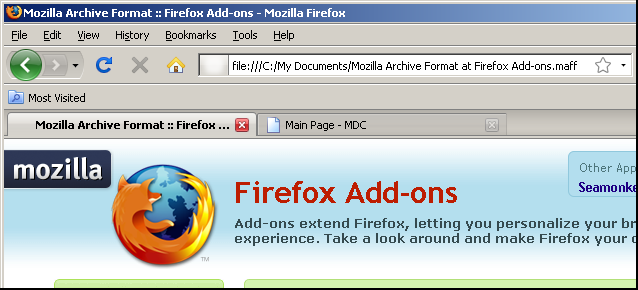 Mozilla Archive Format :: Firefox Add-ons - Mozilla Firefox
File Edit View History Bookmarks Tools Help
file:///C:/My Documents/Mozilla Archive Format at Firefox Add-ons.maff
Most Visited
Mozilla Archive Format :: Firefox ... Main Page - MDC
mozilla
Other App
Seamonke
Firefox Add-ons
Add-ons extend Firefox, letting you personalize your br
experience. Take a look around and make Firefox your o
TM